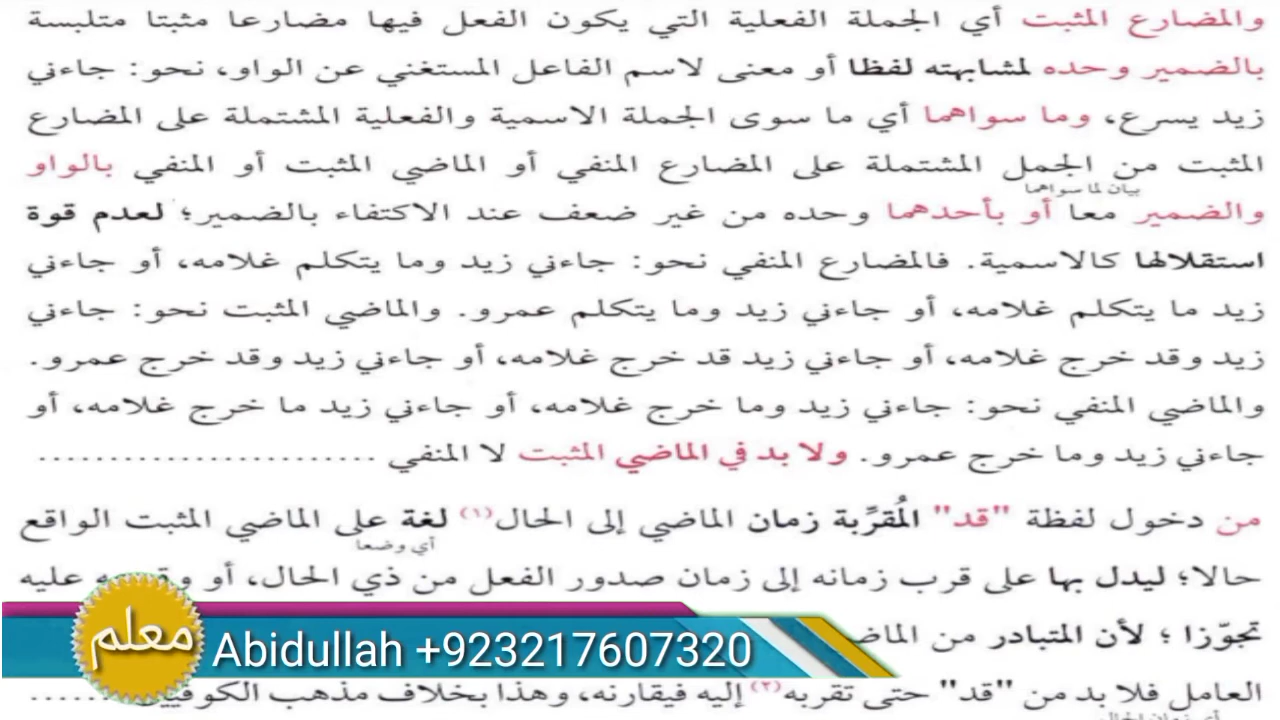 والمضارع المثبت أي الجملة الفعلية التي يكون الفعل فيها مضارعا مثبتا متلبسة
بالضمير وحده لمشابهته لفظا أو معنى لاسم الفاعل المستغني عن الواو، نحو: جاءني
زيد يسرع، وما سواهما أي ما سوى الجملة الاسمية والفعلية المشتملة على المضارع
المثبت من الجمل المشتملة على المضارع المنفي أو الماضي المثبت أو المنفي بالواو
بيان لما سواهما
والضمير معا أو بأحدهما وحده من غير ضعف عند الاكتفاء بالضمير؛ لعدم قوة
استقلالها كالاسمية. فالمضارع المنفي نحو: جاءني زيد وما يتكلم غلامه، أو جاءني
زيد ما يتكلم غلامه، أو جاءني زيد وما يتكلم عمرو. والماضي المثبت نحو: جاءني
زيد وقد خرج غلامه، أو جاءني زيد قد خرج غلامه، أو جاءني زيد وقد خرج عمرو.
والماضي المنفي نحو: جاءني زيد وما خرج غلامه، أو جاءني زيد ما خرج غلامه، أو
جاءني زيد وما خرج عمرو. ولا بد في الماضي المثبت لا المنفي .......................
من دخول لفظة "قد" المُقرِّبة زمان الماضي إلى الحال(١) لغة على الماضي المثبت الواقع
أي وضعا
حالا؛ ليدل بها على قرب زمانه إلى زمان صدور الفعل من ذي الحال، أو عليه
تجوّزا ؛ لأن المتبادر من
العامل فلا بد من "قد" حتى تقربه(٢) إليه فيقارنه، وهذا بخلاف مذهب الكوفيين ......
معلم
Abidullah +923217607320